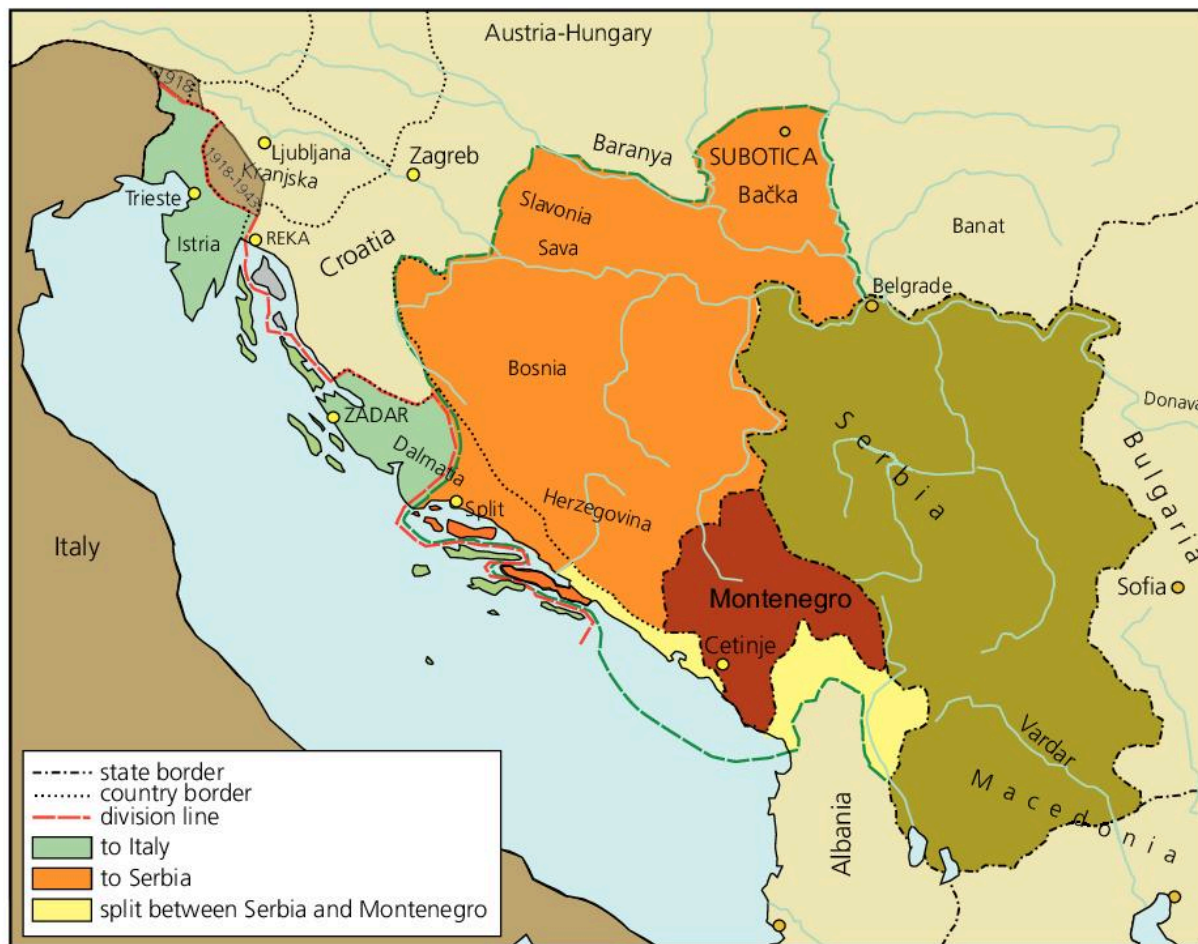 Austria-Hungary
1918
Ljubljana
Kranjska
1918-1943
Zagreb
Baranya
SUBOTICA
Bačka
Trieste
Istria
REKA
Croatia
Slavonia
Sava
Banat
Belgrade
Bosnia
ZADAR
Dalmatia
Split
Herzegovina
Serbia
Donava
Bulgaria
Italy
Sofia
Montenegro
Cetinje
Vardar
Macedonia
Albania
state border
country border
division line
to Italy
to Serbia
split between Serbia and Montenegro